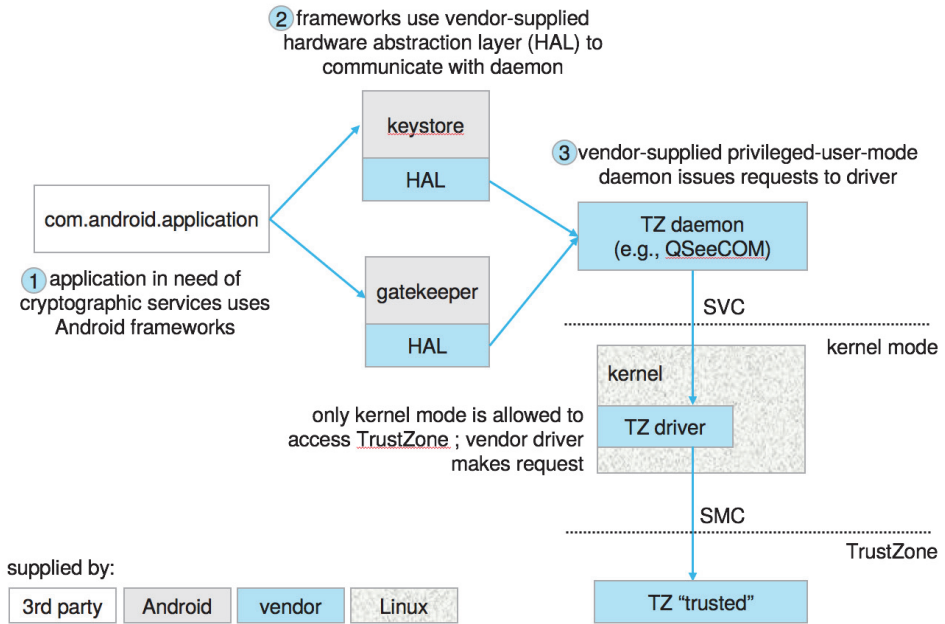 2 frameworks use vendor-supplied
hardware abstraction layer (HAL) to
communicate with daemon
keystore
HAL
3 vendor-supplied privileged-user-mode
daemon issues requests to driver
com.android.application
TZ daemon
(e.g., QSeeCOM)
1 application in need of
cryptographic services uses
Android frameworks
gatekeeper
HAL
SVC
kernel mode
kernel
only kernel mode is allowed to
access TrustZone ; vendor driver
makes request
TZ driver
SMC
TrustZone
supplied by:
3rd party
Android
vendor
Linux
TZ “trusted”